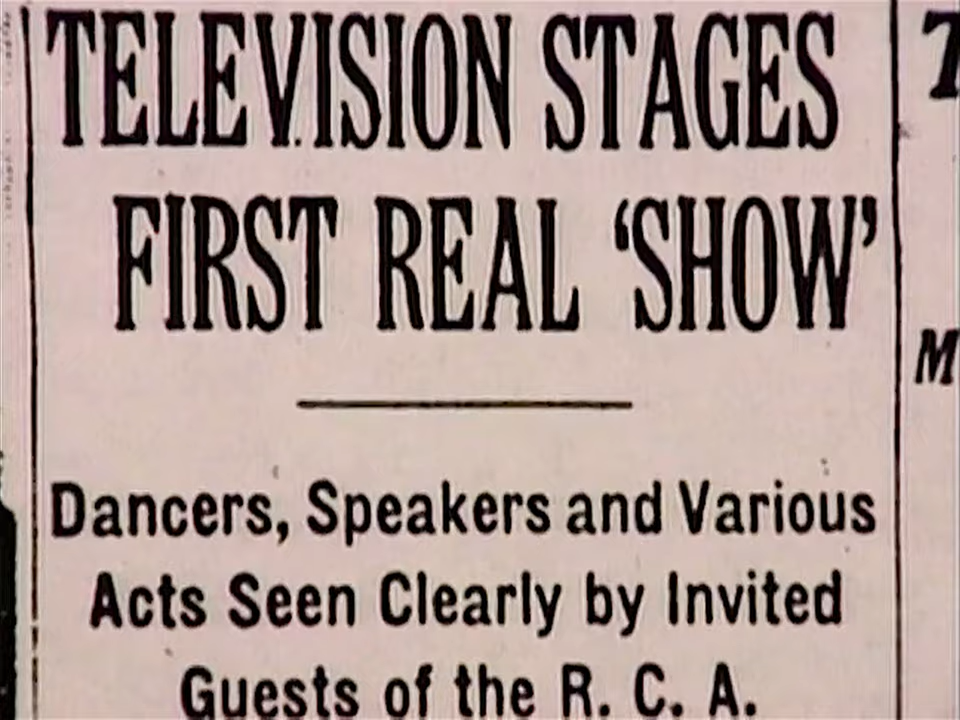 TELEVISION STAGES
FIRST REAL ‘SHOW’
Dancers, Speakers and Various
Acts Seen Clearly by Invited
Guests of the R. C. A.
M